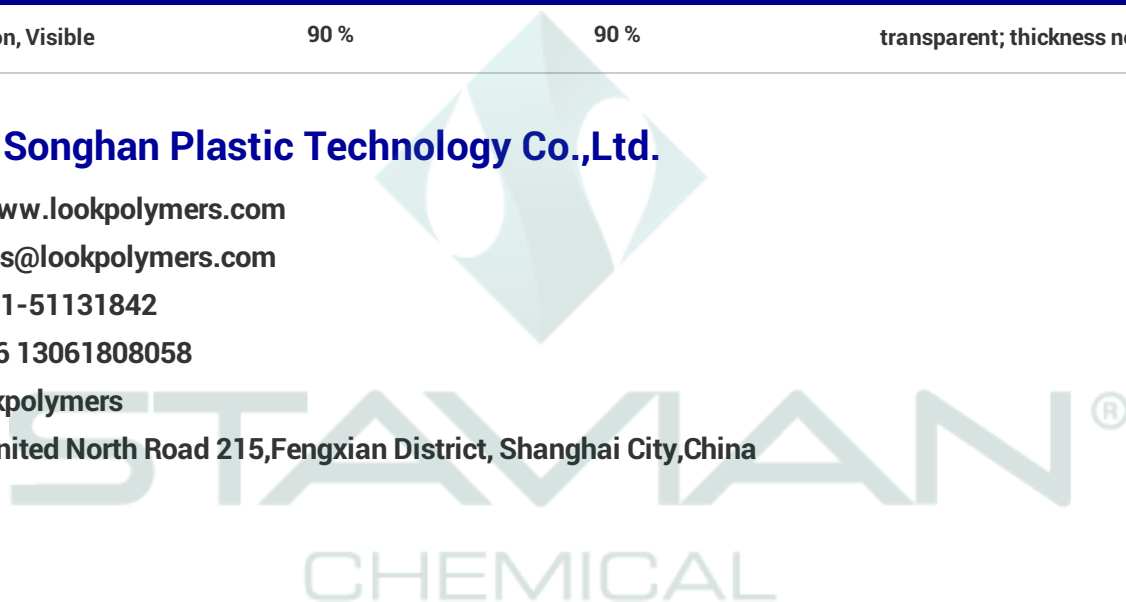 on, Visible 90 % 90 % transparent; thickness n
Songhan Plastic Technology Co.,Ltd.
ww.lookpolymers.com
s@lookpolymers.com
1-51131842
6 13061808058
kpolymers
nited North Road 215,Fengxian District, Shanghai City,China
STAVIAN ®
CHEMICAL